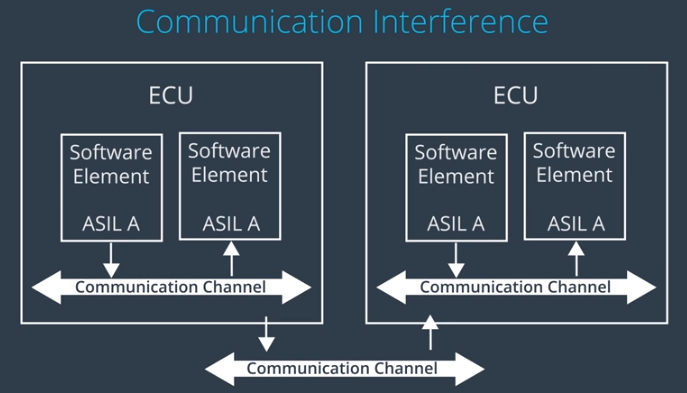 Communication Interference
ECU
Software
Element
ASIL A
Software
Element
ASIL A
Communication Channel
ECU
Software
Element
ASIL A
Software
Element
ASIL A
Communication Channel
Communication Channel